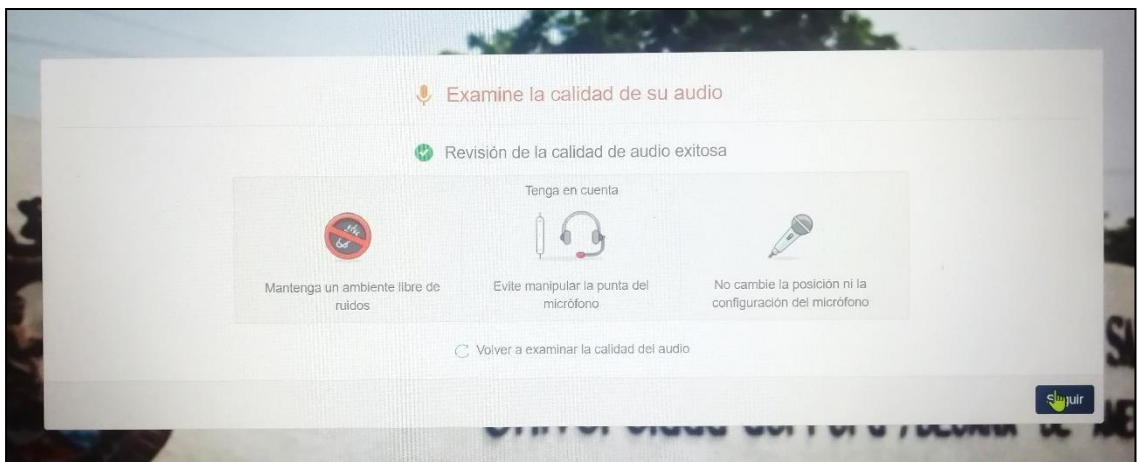 Examine la calidad de su audio
Revisión de la calidad de audio exitosa
Tenga en cuenta
Mantenga un ambiente libre de
ruidos
Evite manipular la punta del
micrófono
No cambie la posición ni la
configuración del micrófono
Volver a examinar la calidad del audio
Seguir